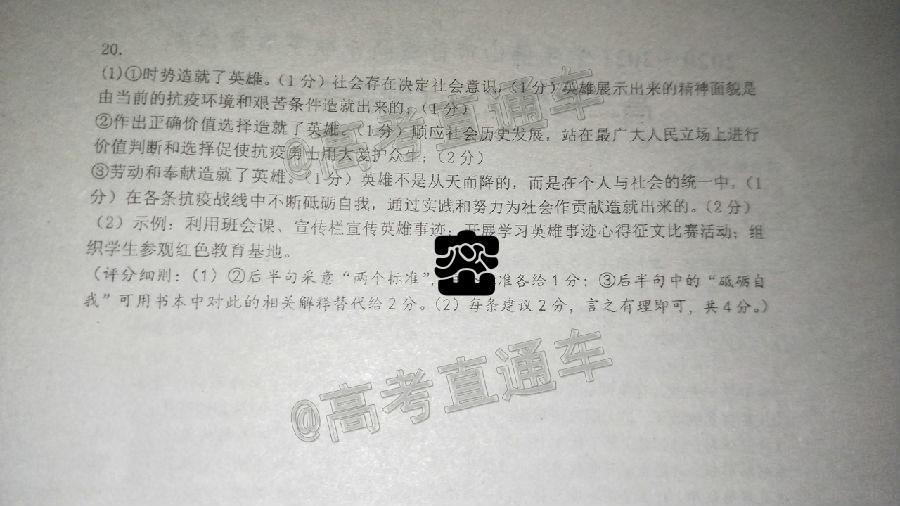 20.
(1)①时势造就了英雄。(1分)社会存在决定社会意识,(1分)英雄展示出来的精神面貌是
由当前的抗疫环境和艰苦条件造就出来的;(1分)
②作出正确价值选择造就了英雄。(1分)顺应社会历史发展,站在最广大人民立场上进行
价值判断和选择促使抗疫勇士用大爱护众生;(2分)
③劳动和奉献造就了英雄。(1分)英雄不是从天而降的,而是在个人与社会的统一中,(1
分)在各条抗疫战线中不断砥砺自我,通过实践和努力为社会作贡献造就出来的。(2分)
(2)示例:利用班会课、宣传栏宣传英雄事迹;开展学习英雄事迹心得征文比赛活动;组
织学生参观红色教育基地。
(评分细则:(1)②后半句采意“两个标准”,准各给1分;③后半句中的“砥砺自
我”可用书本中对此的相关解释替代给2分。(2)每条建议2分,言之有理即可,共4分。)
@高考直通车
@高考直通车